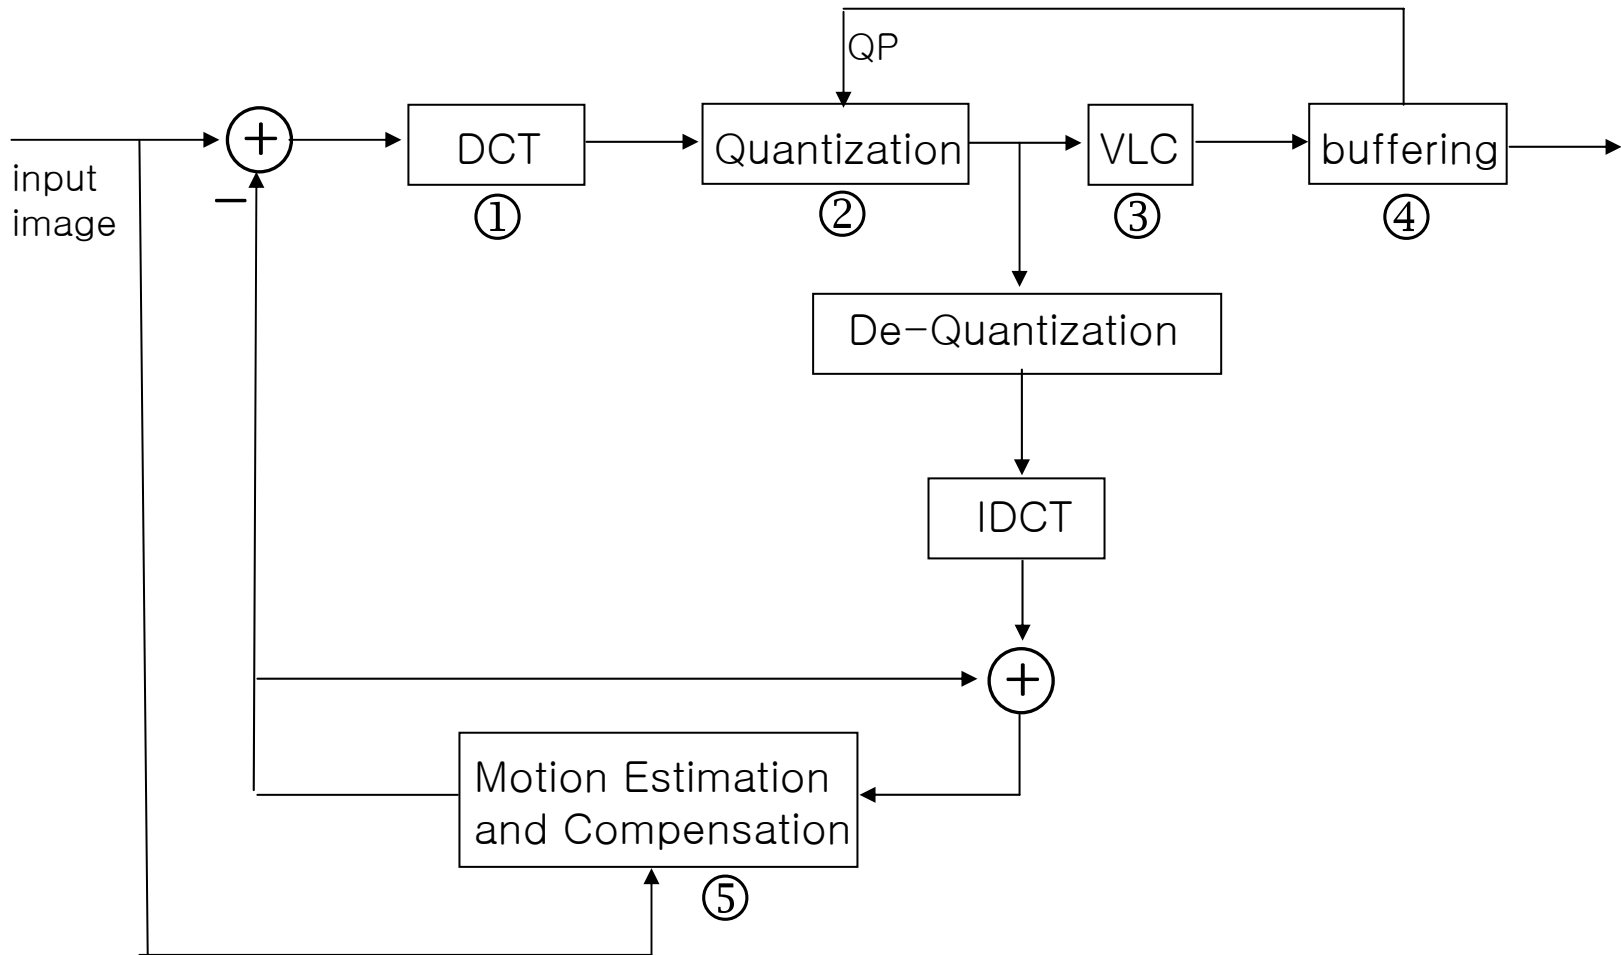 QP
input
image
+
−
DCT
①
Quantization
②
VLC
③
buffering
④
De-Quantization
IDCT
+
Motion Estimation
and Compensation
⑤